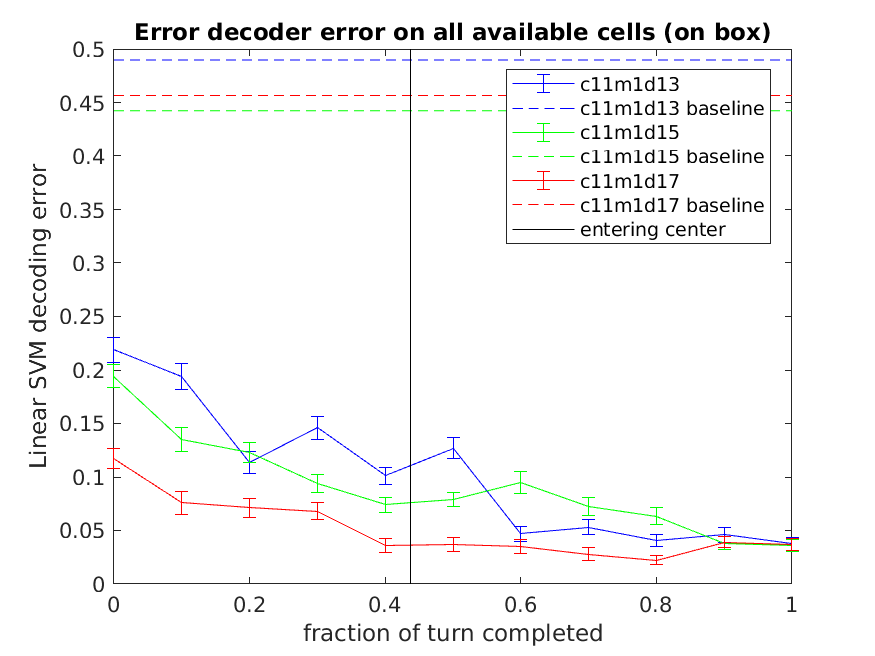 Error decoder error on all available cells (on box)
0.5
0.45
0.4
0.35
0.3
0.25
0.2
0.15
0.1
0.05
0
Linear SVM decoding error
c11m1d13
c11m1d13 baseline
c11m1d15
c11m1d15 baseline
c11m1d17
c11m1d17 baseline
entering center
0 0.2 0.4 0.6 0.8 1
fraction of turn completed